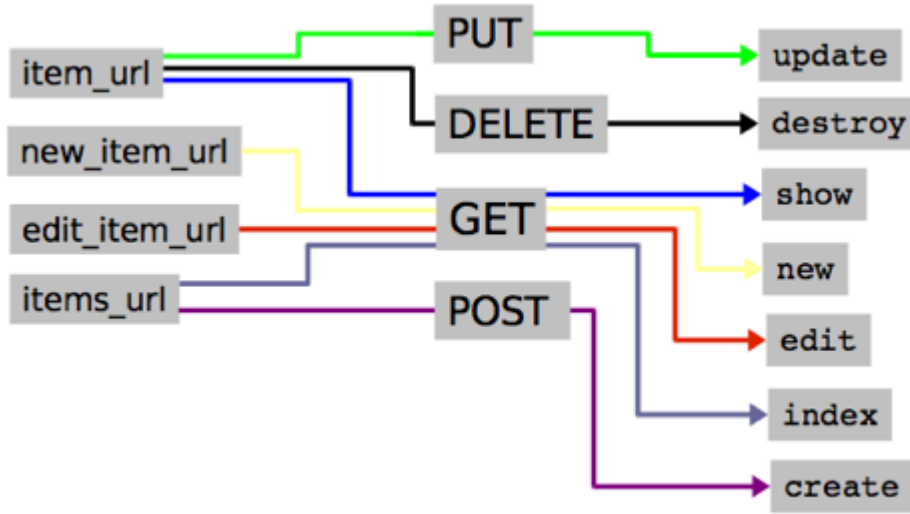 item_url
new_item_url
edit_item_url
items_url
PUT
DELETE
GET
POST
update
destroy
show
new
edit
index
create